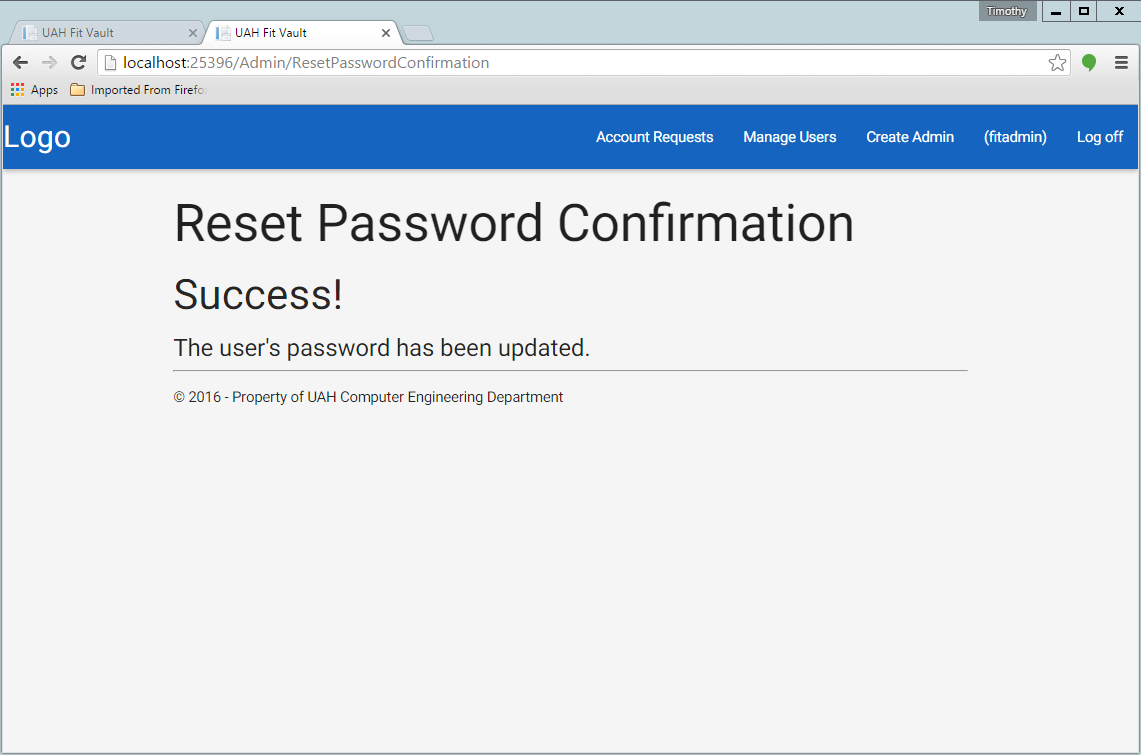 Timothy
UAH Fit Vault
UAH Fit Vault
localhost:25396/Admin/ResetPasswordConfirmation
Apps
Imported From Firefo
Logo
Account Requests
Manage Users
Create Admin
(fitadmin)
Log off
Reset Password Confirmation
Success!
The user's password has been updated.
© 2016 - Property of UAH Computer Engineering Department